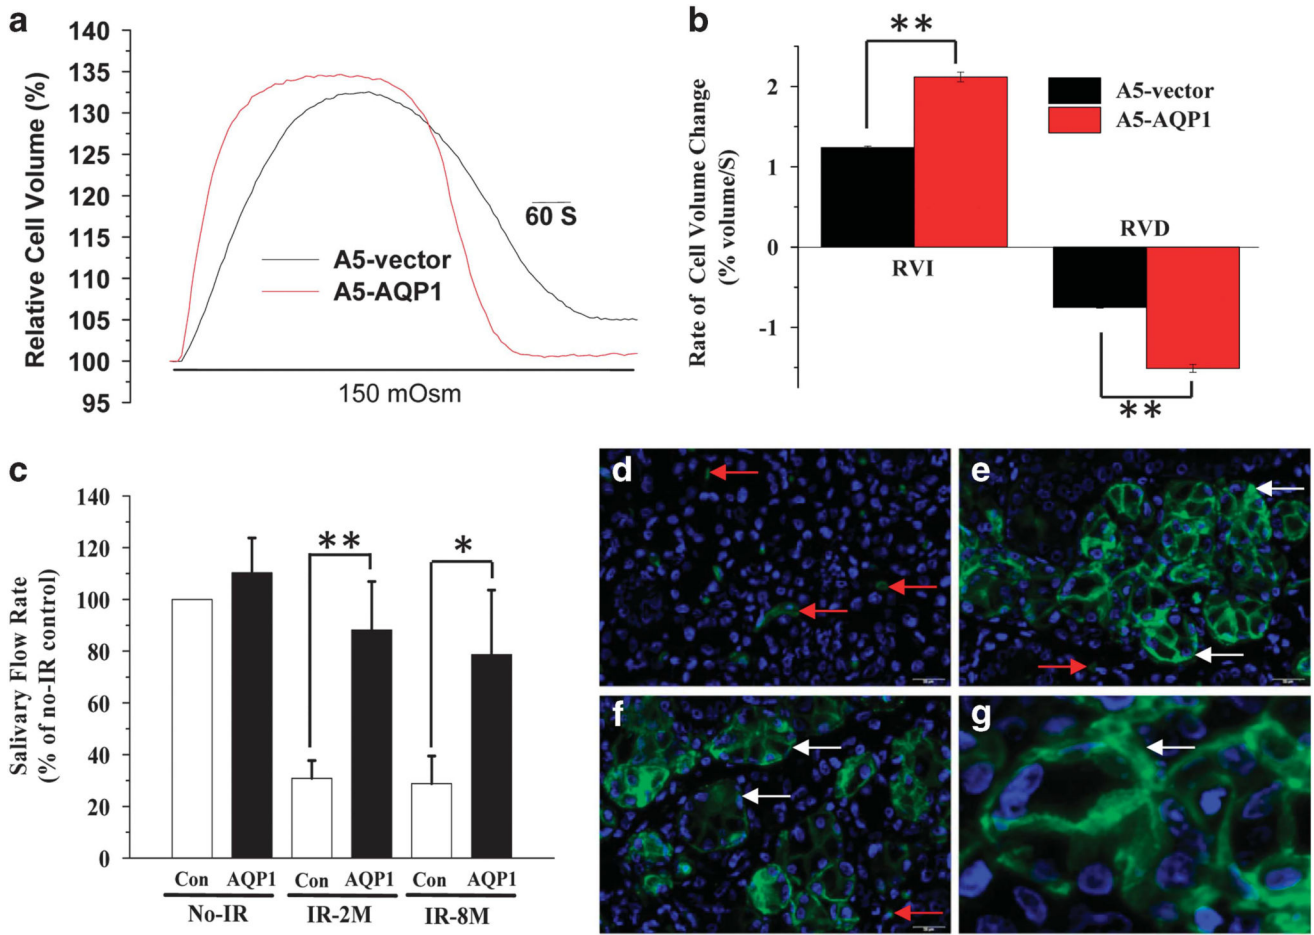 a
140
135
130
125
120
115
110
105
100
95
Relative Cell Volume (%)
60 S
A5-vector
A5-AQP1
150 mOsm
b
**
2
1
0
-1
Rate of Cell Volume Change
(% volume/S)
A5-vector
A5-AQP1
RVI
RVD
**
c
140
120
100
80
60
40
20
0
Salivary Flow Rate
(% of no-IR control)
**
*
Con AQP1 Con AQP1 Con AQP1
No-IR IR-2M IR-8M
d
e
f
g